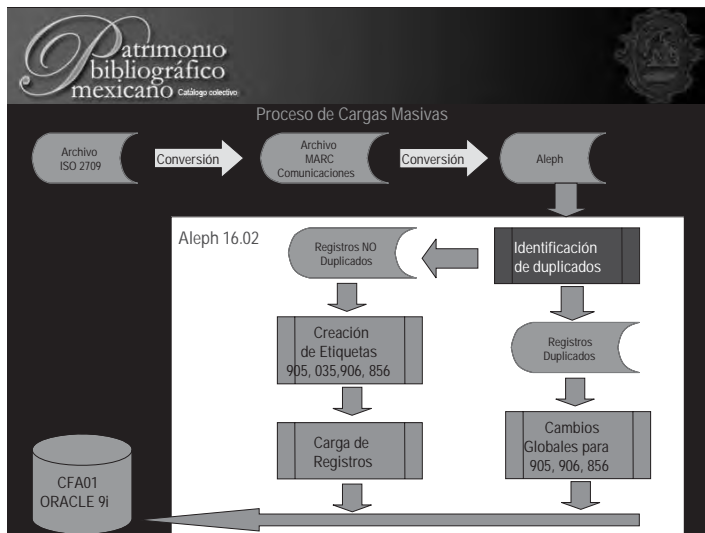 Patrimonio
bibliográfico
mexicano Catálogo colectivo
Proceso de Cargas Masivas
Archivo
ISO 2709
Conversión
Archivo
MARC
Comunicaciones
Conversión
Aleph
Aleph 16.02
Registros NO
Duplicados
Identificación
de duplicados
Creación
de Etiquetas
905, 035,906, 856
Registros
Duplicados
Carga de
Registros
Cambios
Globales para
905, 906, 856
CFA01
ORACLE 9i